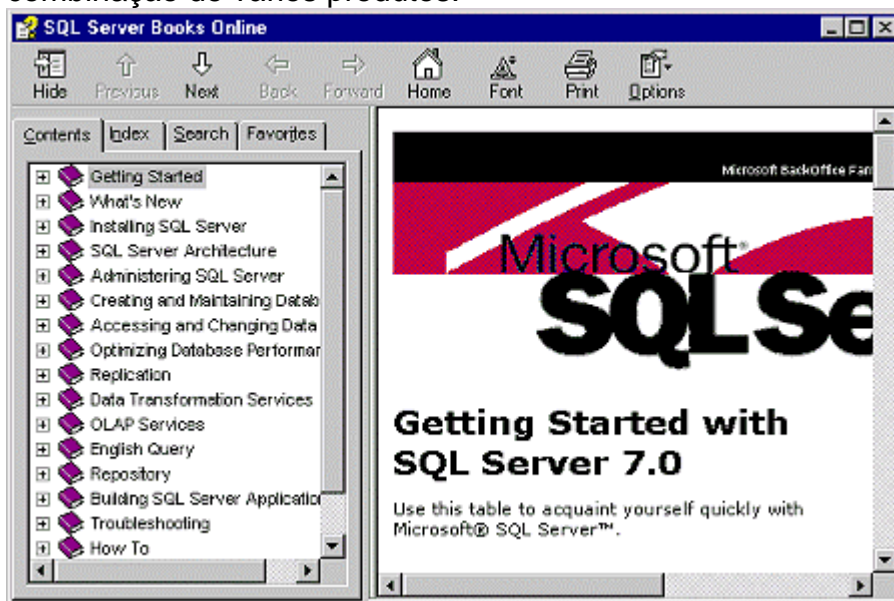 combinação de vários produtos.
SQL Server Books Online
Hide Previous Next Back Forward Home Font Print Options
Contents Index Search Favorites
Getting Started
What's New
Installing SQL Server
SQL Server Architecture
Administering SQL Server
Creating and Maintaining Datab
Accessing and Changing Data
Optimizing Database Performan
Replication
Data Transformation Services
OLAP Services
English Query
Repository
Building SQL Server Applicatio
Troubleshooting
How To
Microsoft BackOffice Fam
Microsoft
SQL Se
Getting Started with
SQL Server 7.0
Use this table to acquaint yourself quickly with
Microsoft® SQL Server™.